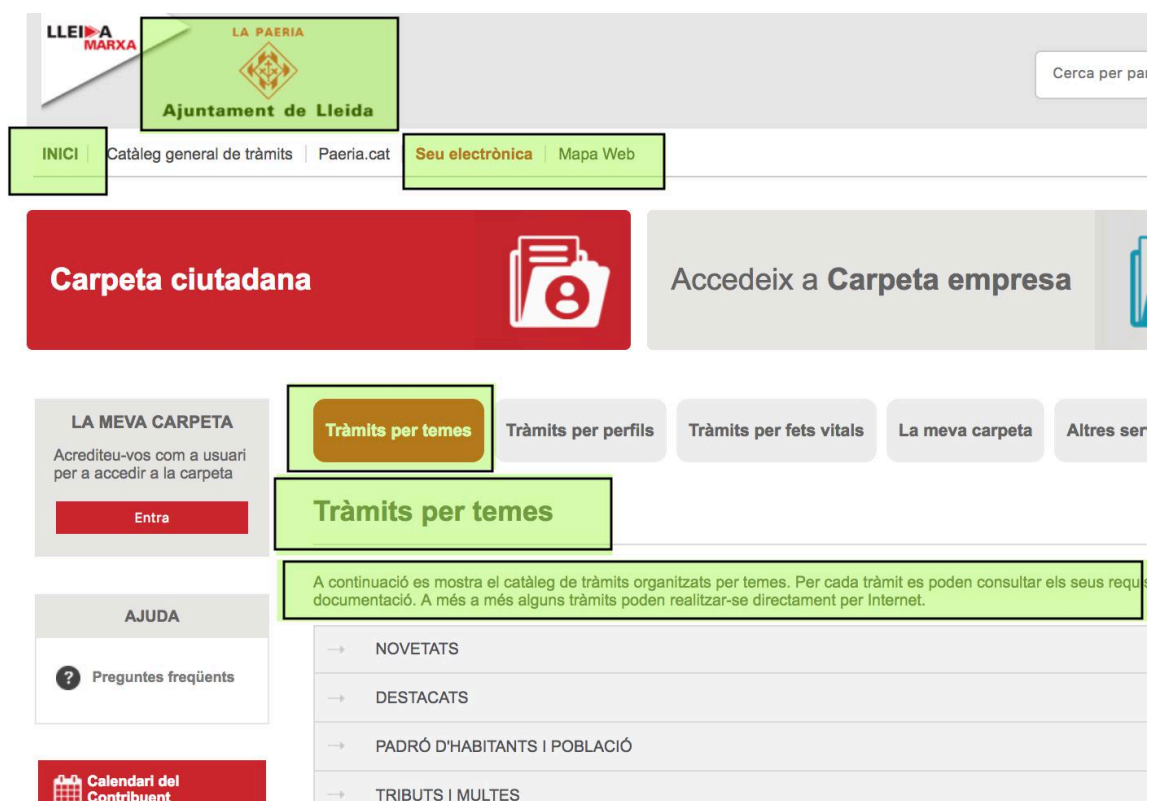 LLEIDA
MARXA
LA PAERIA
Ajuntament de Lleida
Cerca per
INICI Catàleg general de tràmits Paeria.cat Seu electrònica Mapa Web
Carpeta ciutadana
Accedeix a Carpeta empresa
LA MEVA CARPETA
Acrediteu-vos com a usuari
per a accedir a la carpeta
Entra
AJUDA
Preguntes freqüents
Calendari del
Contribuent
Tràmits per temes Tràmits per perfils Tràmits per fets vitals La meva carpeta Altres
Tràmits per temes
A continuació es mostra el catàleg de tràmits organitzats per temes. Per cada tràmit es poden consultar els seus
documentació. A més a més alguns tràmits poden realitzar-se directament per Internet.
NOVETATS
DESTACATS
PADRÓ D'HABITANTS I POBLACIÓ
TRIBUTS I MULTES